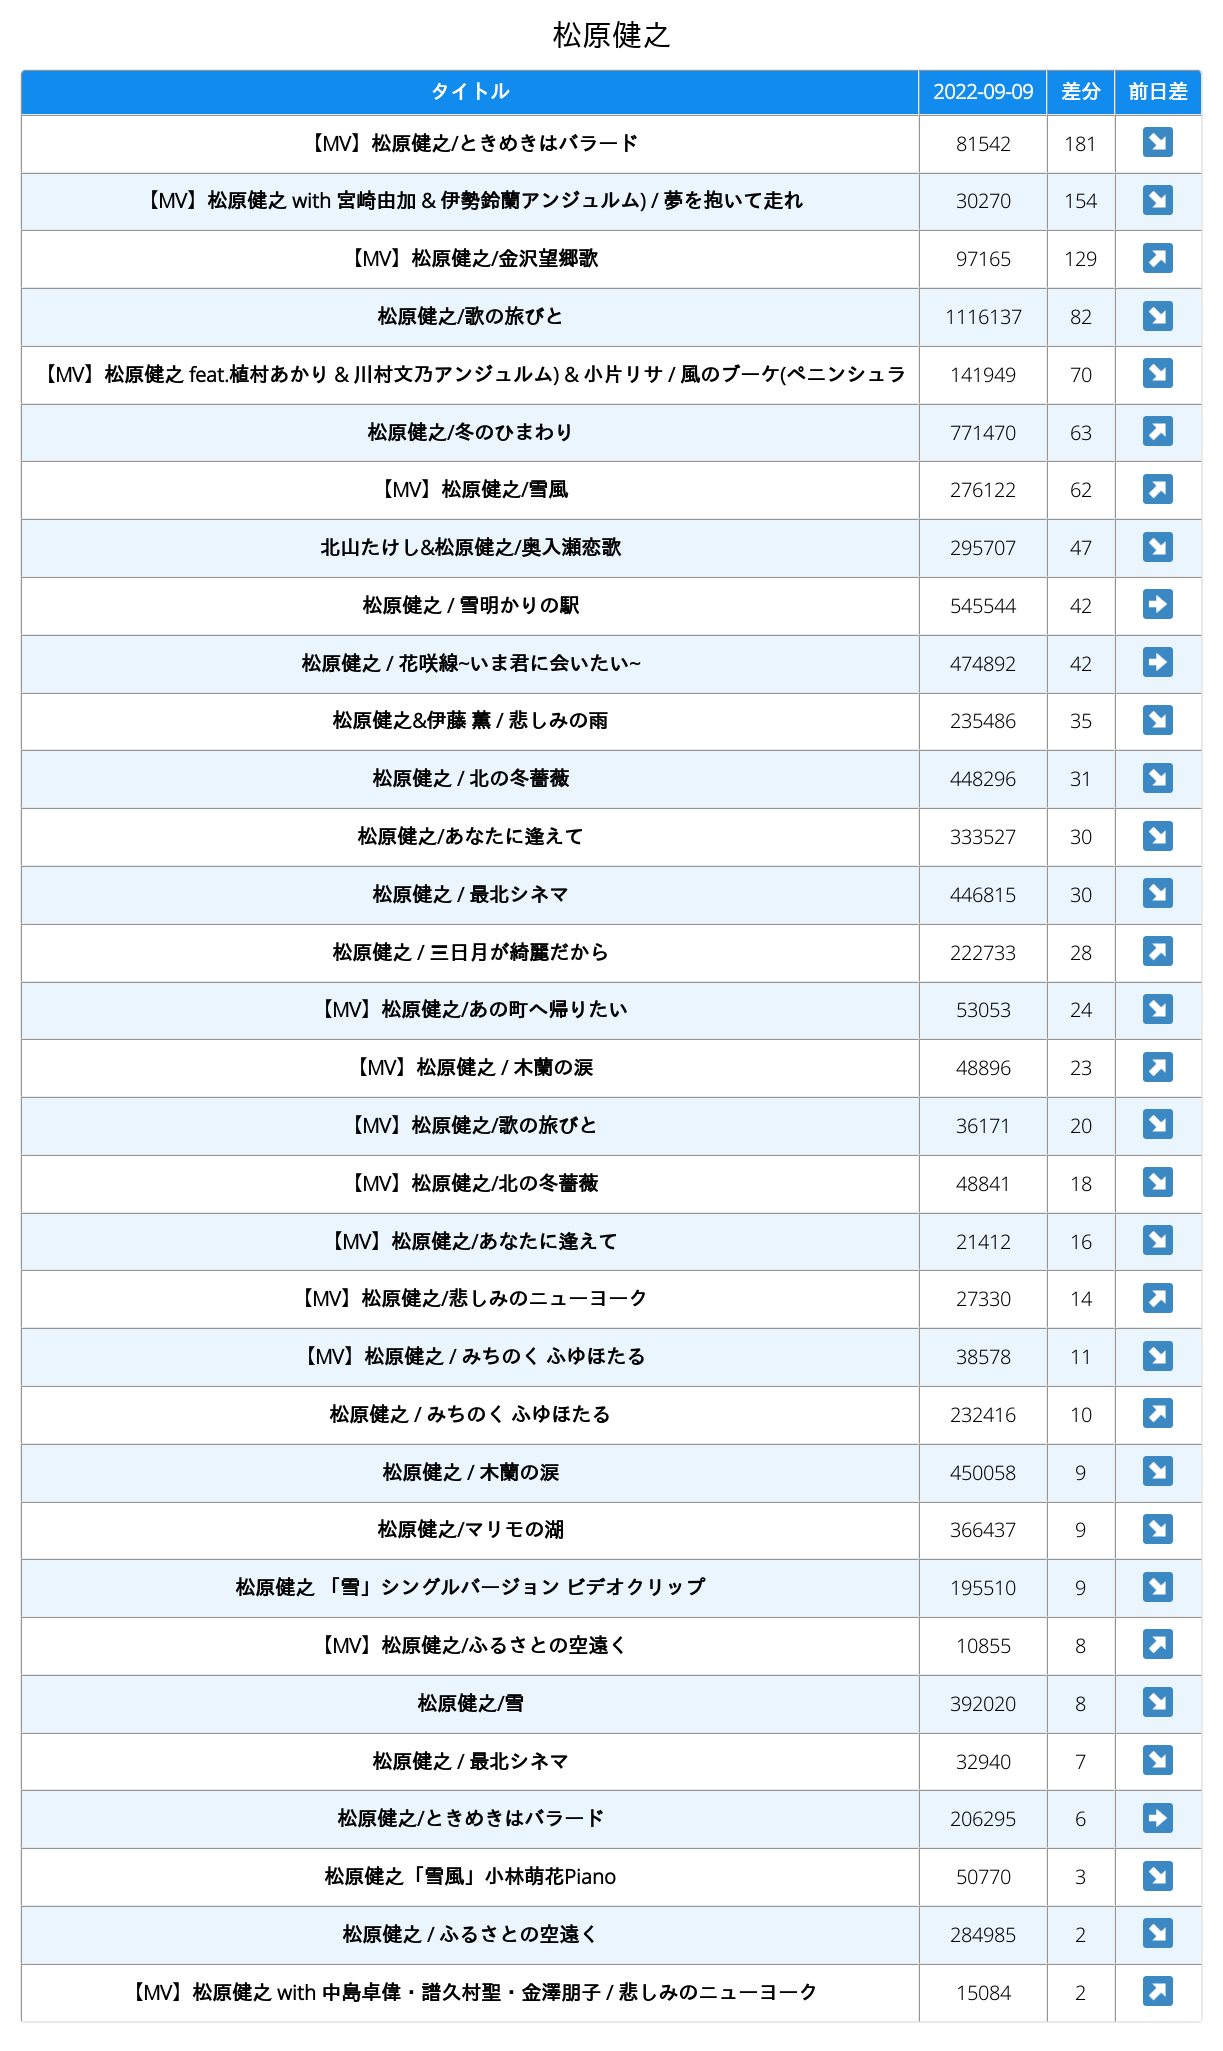 松原健之
タイトル 2022-09-09 差分 前日差
【MV】松原健之/ときめきはバラード 81542 181 ↘
【MV】松原健之 with 宮崎由加 & 伊勢鈴蘭アンジュルム) / 夢を抱いて走れ 30270 154 ↘
【MV】松原健之/金沢望郷歌 97165 129 ↗
松原健之/歌の旅びと 1116137 82 ↘
【MV】松原健之 feat.植村あかり & 川村文乃アンジュルム) & 小片リサ / 風のブーケ(ペニンシュラ 141949 70 ↘
松原健之/冬のひまわり 771470 63 ↗
【MV】松原健之/雪風 276122 62 ↗
北山たけし&松原健之/奥入瀬恋歌 295707 47 ↘
松原健之 / 雪明かりの駅 545544 42 ➡
松原健之 / 花咲線~いま君に会いたい~ 474892 42 ➡
松原健之&伊藤 薫 / 悲しみの雨 235486 35 ↘
松原健之 / 北の冬薔薇 448296 31 ↘
松原健之/あなたに逢えて 333527 30 ↘
松原健之 / 最北シネマ 446815 30 ↘
松原健之 / 三日月が綺麗だから 222733 28 ↗
【MV】松原健之/あの町へ帰りたい 53053 24 ↘
【MV】松原健之 / 木蘭の涙 48896 23 ↗
【MV】松原健之/歌の旅びと 36171 20 ↘
【MV】松原健之/北の冬薔薇 48841 18 ↘
【MV】松原健之/あなたに逢えて 21412 16 ↘
【MV】松原健之/悲しみのニューヨーク 27330 14 ↗
【MV】松原健之 / みちのく ふゆほたる 38578 11 ↘
松原健之 / みちのく ふゆほたる 232416 10 ↗
松原健之 / 木蘭の涙 450058 9 ↘
松原健之/マリモの湖 366437 9 ↘
松原健之 「雪」シングルバージョン ビデオクリップ 195510 9 ↘
【MV】松原健之/ふるさとの空遠く 10855 8 ↗
松原健之/雪 392020 8 ↘
松原健之 / 最北シネマ 32940 7 ↘
松原健之/ときめきはバラード 206295 6 ➡
松原健之「雪風」小林萌花Piano 50770 3 ↘
松原健之 / ふるさとの空遠く 284985 2 ↘
【MV】松原健之 with 中島卓偉・譜久村聖・金澤朋子 / 悲しみのニューヨーク 15084 2 ↗